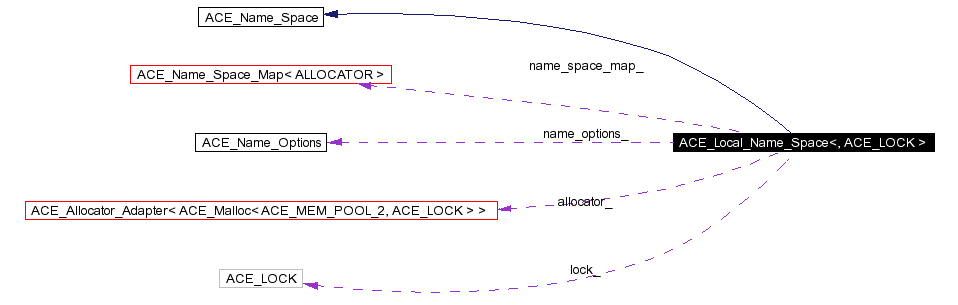 ACE_Name_Space
name_space_map_
ACE_Name_Space_Map< ALLOCATOR >
name_options_
ACE_Name_Options
ACE_Local_Name_Space<, ACE_LOCK >
allocator_
ACE_Allocator_Adapter< ACE_Malloc< ACE_MEM_POOL_2, ACE_LOCK > >
lock_
ACE_LOCK